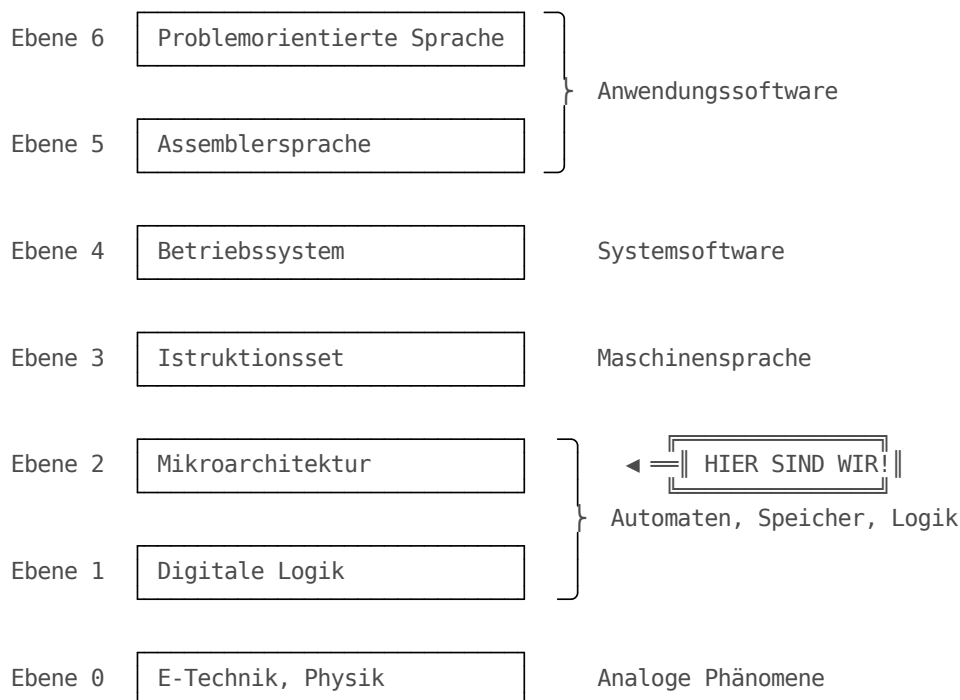 Ebene 6 Problemorientierte Sprache
Anwendungssoftware
Ebene 5 Assemblersprache
Ebene 4 Betriebssystem Systemsoftware
Ebene 3 Istruktionsset Maschinensprache
Ebene 2 Mikroarchitektur HIER SIND WIR!
Automaten, Speicher, Logik
Ebene 1 Digitale Logik
Ebene 0 E-Technik, Physik Analoge Phänomene